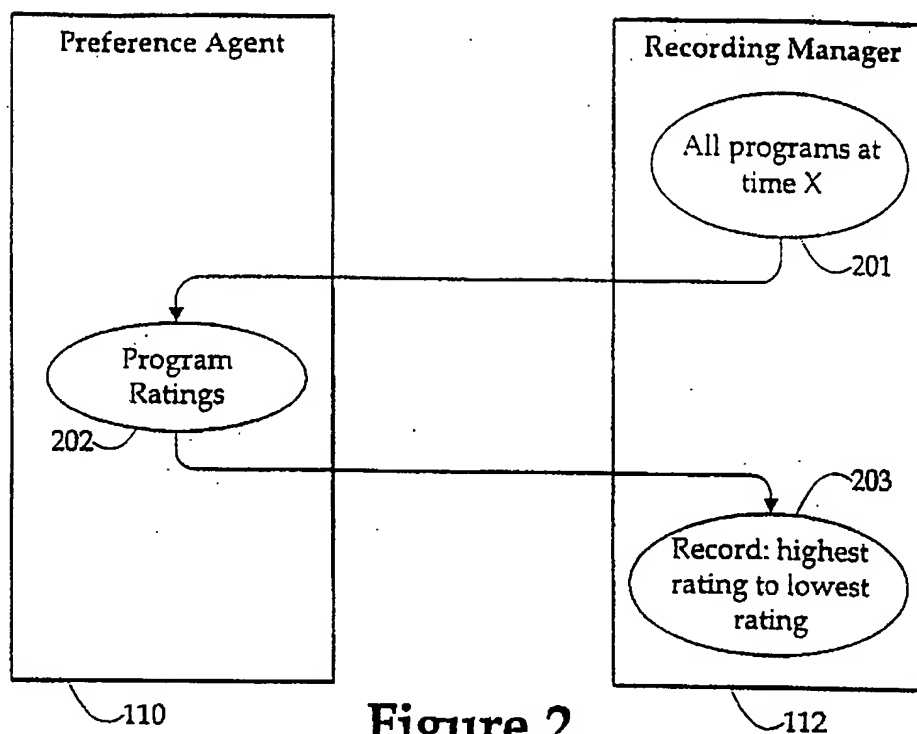 Preference Agent
Recording Manager
All programs at
time X
201
Program
Ratings
202
203
Record: highest
rating to lowest
rating
110
112
Figure 2